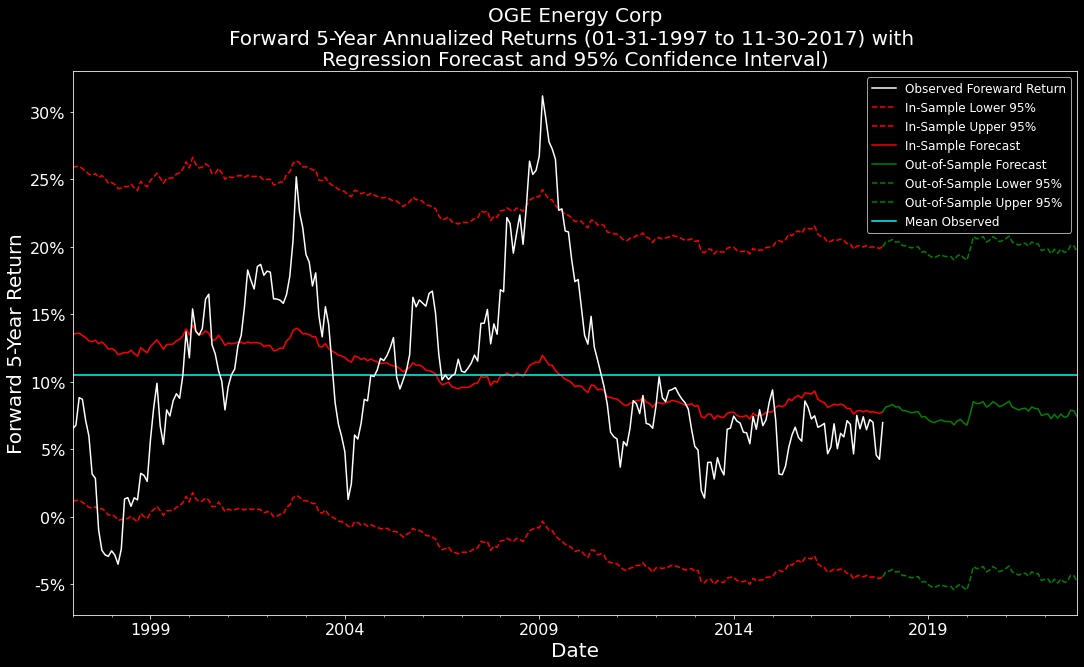 OGE Energy Corp
Forward 5-Year Annualized Returns (01-31-1997 to 11-30-2017) with
Regression Forecast and 95% Confidence Interval)
Observed Foreward Return
In-Sample Lower 95%
In-Sample Upper 95%
In-Sample Forecast
Out-of-Sample Forecast
Out-of-Sample Lower 95%
Out-of-Sample Upper 95%
Mean Observed
Forward 5-Year Return
30%
25%
20%
15%
10%
5%
0%
-5%
1999
2004
2009
2014
2019
Date